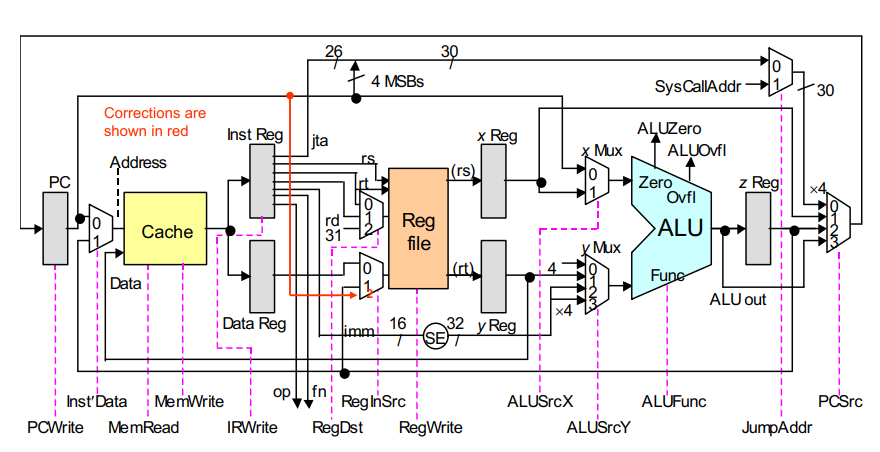 26
30
4 MSBs
0
1
SysCallAddr
30
Corrections are
shown in red
Inst Reg
jta
x Reg
ALUZero
ALUOvfl
Address
rs
rt
(rs)
x Mux
0
1
Zero
Ovfl
z Reg
×4
PC
0
1
Cache
rd
31
0
1
2
Reg
file
ALU
0
1
2
3
Data
0
1
2
(rt)
y Mux
4
0
1
2
3
×4
Func
ALU out
Data Reg
imm
16
SE
32
y Reg
op
fn
Inst′Data
MemWrite
RegInSrc
ALUSrcX
ALUFunc
PCSrc
PCWrite
MemRead
IRWrite
RegDst
RegWrite
ALUSrcY
JumpAddr